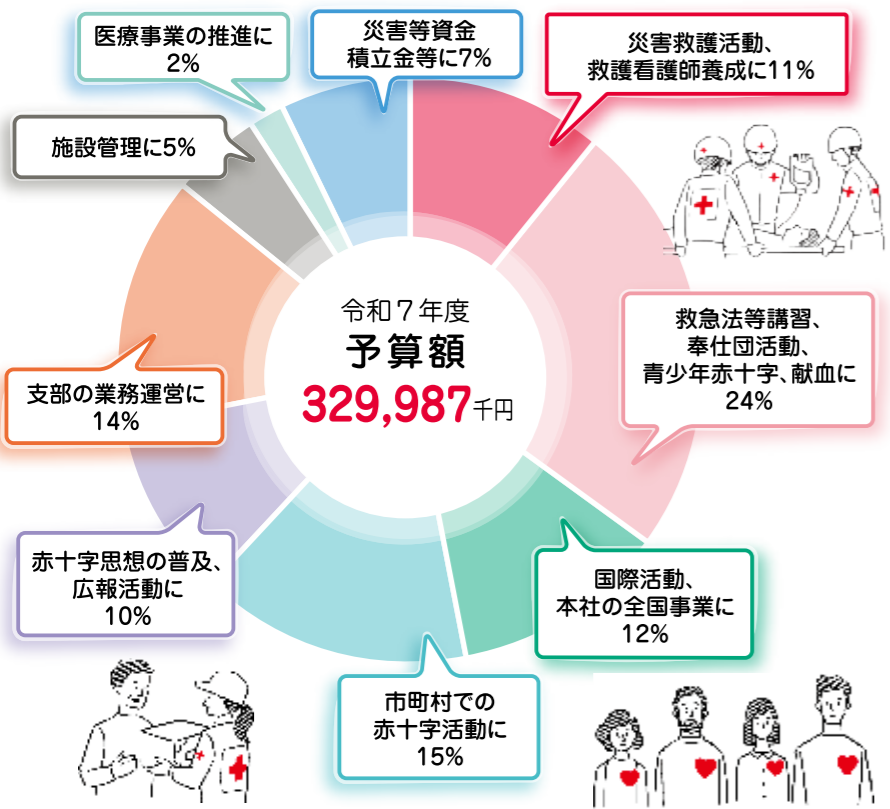 医療事業の推進に
2%
災害等資金
積立金等に7%
災害救護活動、
救護看護師養成に11%
施設管理に5%
令和7年度
予算額
329,987千円
救急法等講習、
奉仕団活動、
青少年赤十字、献血に
24%
支部の業務運営に
14%
赤十字思想の普及、
広報活動に
10%
国際活動、
本社の全国事業に
12%
市町村での
赤十字活動に
15%